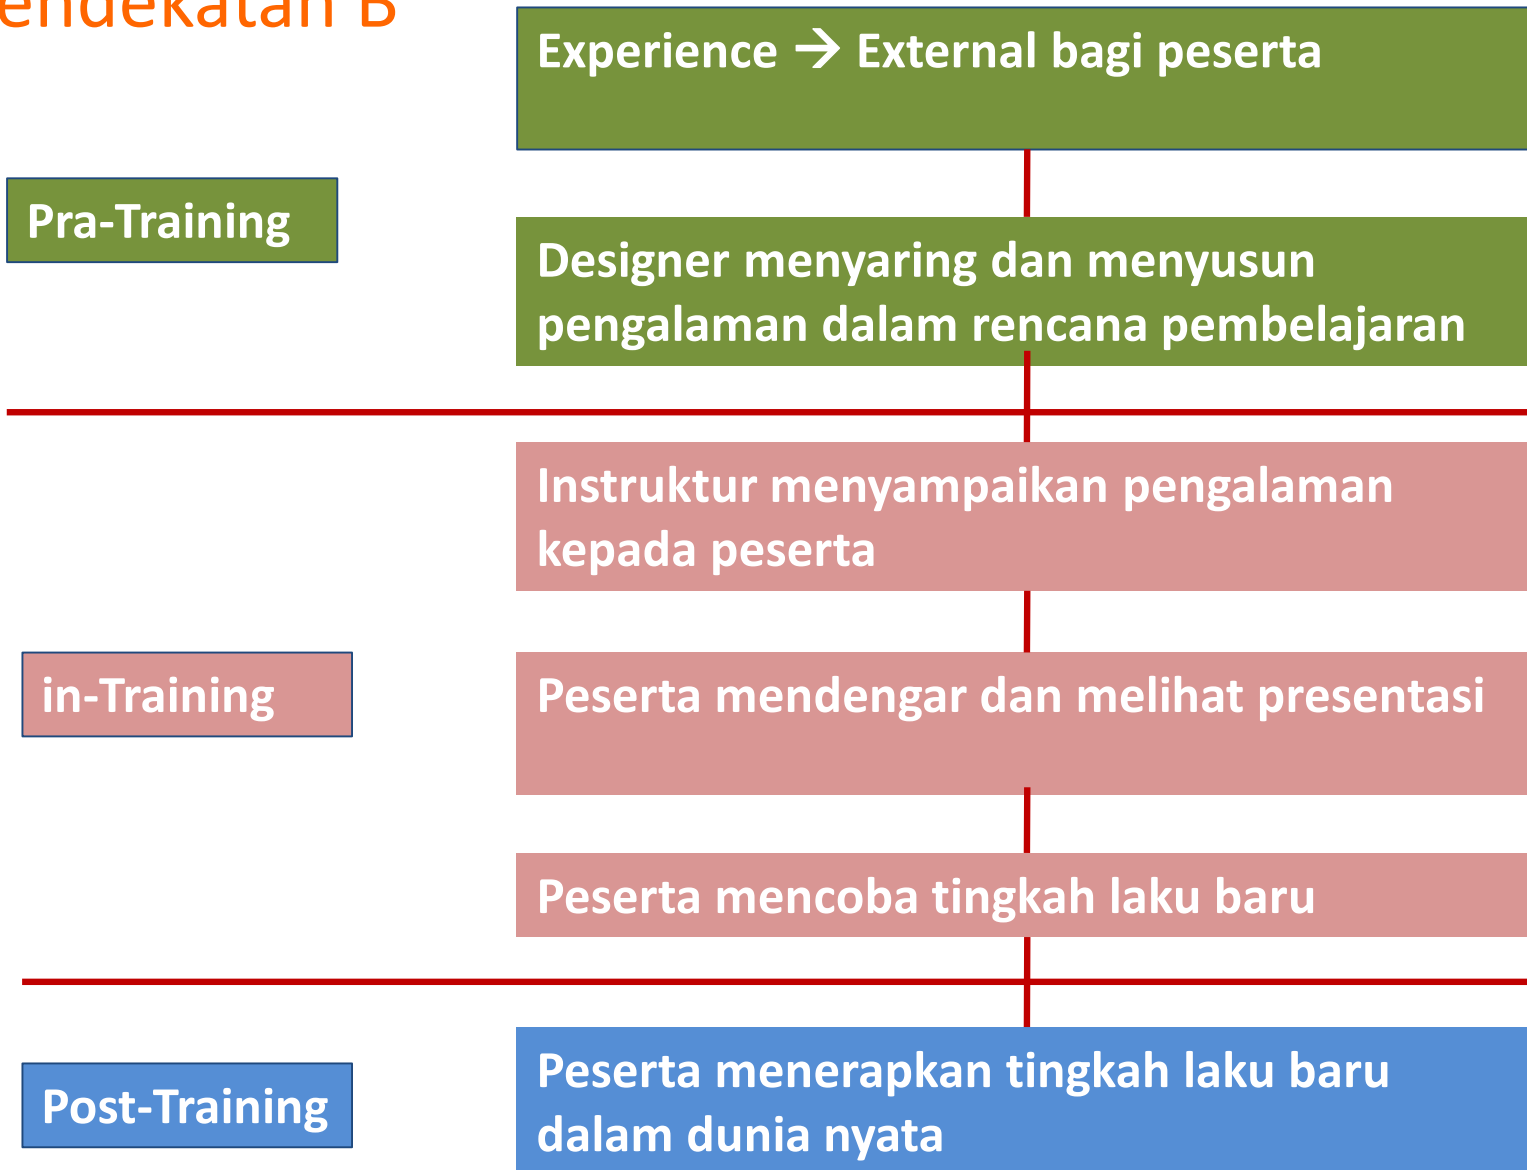 endekatan B
Experience → External bagi peserta
Pra-Training
Designer menyaring dan menyusun
pengalaman dalam rencana pembelajaran
Instruktur menyampaikan pengalaman
kepada peserta
in-Training
Peserta mendengar dan melihat presentasi
Peserta mencoba tingkah laku baru
Post-Training
Peserta menerapkan tingkah laku baru
dalam dunia nyata